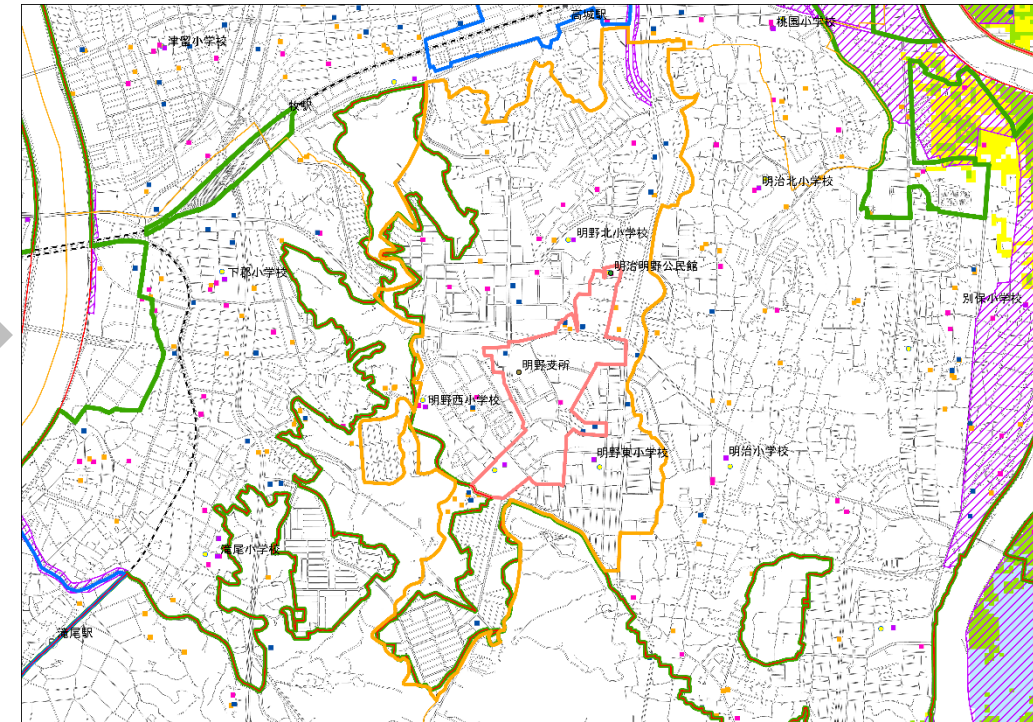 高城駅
桃園小学校
津留小学校
牧駅
明治北小学校
明野北小学校
明治明野公民館
下郡小学校
別保小学校
明野支所
明野西小学校
明野東小学校
明治小学校
滝尾小学校
滝尾駅